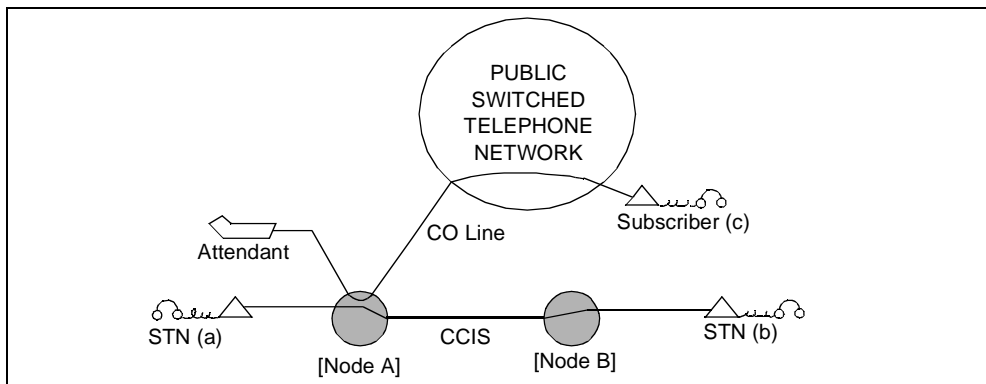 PUBLIC
SWITCHED
TELEPHONE
NETWORK
Subscriber (c)
CO Line
Attendant
STN (a)
CCIS
STN (b)
[Node A]
[Node B]